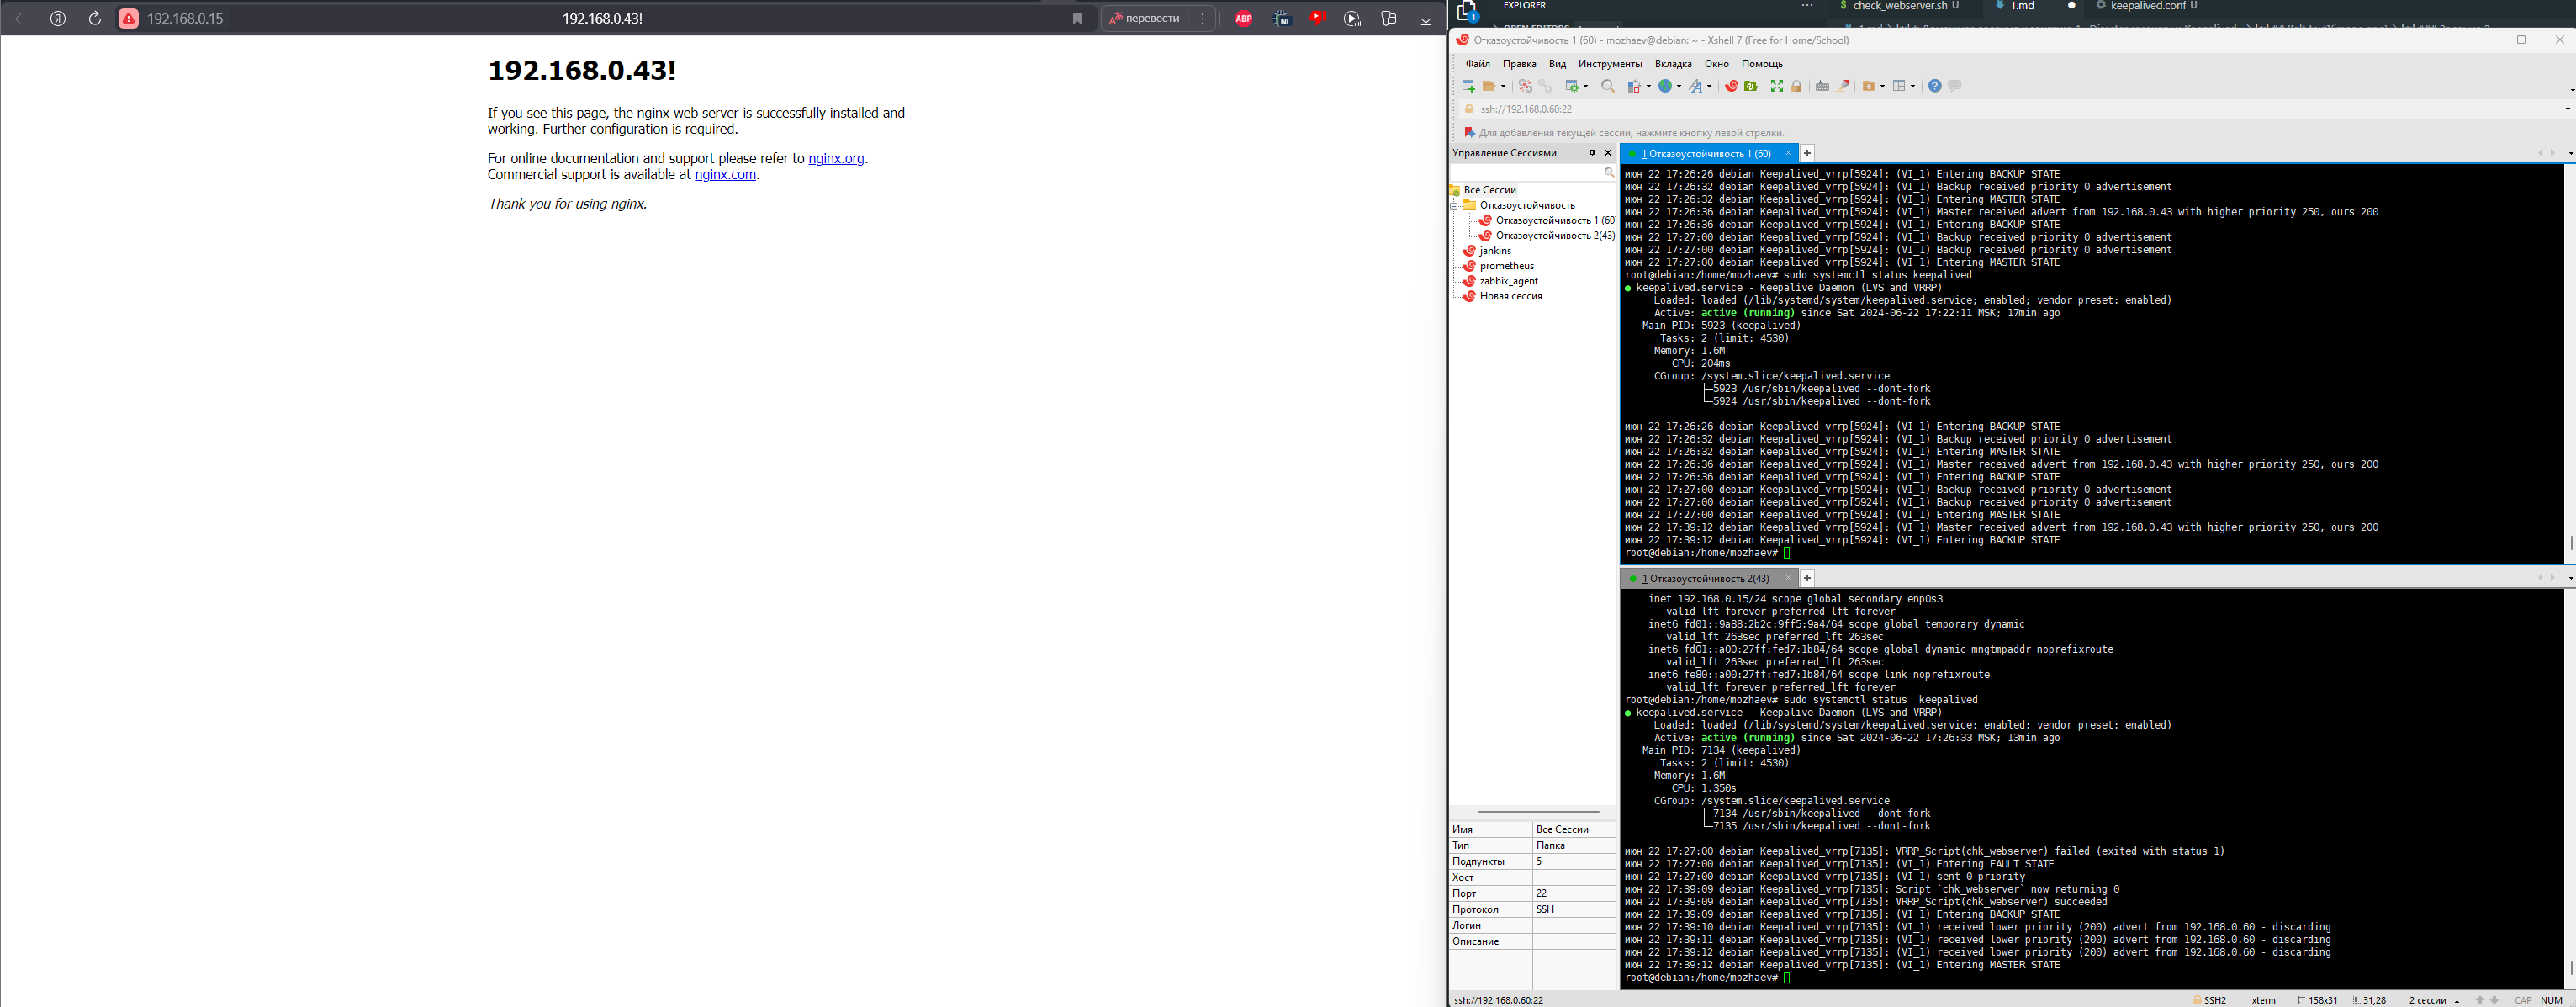 192.168.0.15
192.168.0.43!
перевести
ABP
NL
192.168.0.43!
If you see this page, the nginx web server is successfully installed and
working. Further configuration is required.
For online documentation and support please refer to nginx.org.
Commercial support is available at nginx.com.
Thank you for using nginx.
EXPLORER
check_webserver.sh U
1.md
keepalived.conf U
1
Отказоустойчивость 1 (60) - mozhaev@debian: ~ - Xshell 7 (Free for Home/School)
Файл Правка Вид Инструменты Вкладка Окно Помощь
ssh://192.168.0.60:22
Для добавления текущей сессии, нажмите кнопку левой стрелки.
Управление Сессиями
Все Сессии
Отказоустойчивость
Отказоустойчивость 1 (60)
Отказоустойчивость 2(43)
jankins
prometheus
zabbix_agent
Новая сессия
Имя Все Сессии
Тип Папка
Подпункты 5
Хост
Порт 22
Протокол SSH
Логин
Описание
1 Отказоустойчивость 1 (60)
июн 22 17:26:26 debian Keepalived_vrrp[5924]: (VI_1) Entering BACKUP STATE
июн 22 17:26:32 debian Keepalived_vrrp[5924]: (VI_1) Backup received priority 0 advertisement
июн 22 17:26:32 debian Keepalived_vrrp[5924]: (VI_1) Entering MASTER STATE
июн 22 17:26:36 debian Keepalived_vrrp[5924]: (VI_1) Master received advert from 192.168.0.43 with higher priority 250, ours 200
июн 22 17:26:36 debian Keepalived_vrrp[5924]: (VI_1) Entering BACKUP STATE
июн 22 17:27:00 debian Keepalived_vrrp[5924]: (VI_1) Backup received priority 0 advertisement
июн 22 17:27:00 debian Keepalived_vrrp[5924]: (VI_1) Backup received priority 0 advertisement
июн 22 17:27:00 debian Keepalived_vrrp[5924]: (VI_1) Entering MASTER STATE
root@debian:/home/mozhaev# sudo systemctl status keepalived
● keepalived.service - Keepalive Daemon (LVS and VRRP)
Loaded: loaded (/lib/systemd/system/keepalived.service; enabled; vendor preset: enabled)
Active: active (running) since Sat 2024-06-22 17:22:11 MSK; 17min ago
Main PID: 5923 (keepalived)
Tasks: 2 (limit: 4530)
Memory: 1.6M
CPU: 204ms
CGroup: /system.slice/keepalived.service
├─5923 /usr/sbin/keepalived --dont-fork
└─5924 /usr/sbin/keepalived --dont-fork
июн 22 17:26:26 debian Keepalived_vrrp[5924]: (VI_1) Entering BACKUP STATE
июн 22 17:26:32 debian Keepalived_vrrp[5924]: (VI_1) Backup received priority 0 advertisement
июн 22 17:26:32 debian Keepalived_vrrp[5924]: (VI_1) Entering MASTER STATE
июн 22 17:26:36 debian Keepalived_vrrp[5924]: (VI_1) Master received advert from 192.168.0.43 with higher priority 250, ours 200
июн 22 17:26:36 debian Keepalived_vrrp[5924]: (VI_1) Entering BACKUP STATE
июн 22 17:27:00 debian Keepalived_vrrp[5924]: (VI_1) Backup received priority 0 advertisement
июн 22 17:27:00 debian Keepalived_vrrp[5924]: (VI_1) Backup received priority 0 advertisement
июн 22 17:27:00 debian Keepalived_vrrp[5924]: (VI_1) Entering MASTER STATE
июн 22 17:39:12 debian Keepalived_vrrp[5924]: (VI_1) Master received advert from 192.168.0.43 with higher priority 250, ours 200
июн 22 17:39:12 debian Keepalived_vrrp[5924]: (VI_1) Entering BACKUP STATE
root@debian:/home/mozhaev#
1 Отказоустойчивость 2(43)
inet 192.168.0.15/24 scope global secondary enp0s3
valid_lft forever preferred_lft forever
inet6 fd01::9a88:2b2c:9ff5:9a4/64 scope global temporary dynamic
valid_lft 263sec preferred_lft 263sec
inet6 fd01::a00:27ff:fed7:1b84/64 scope global dynamic mngtmpaddr noprefixroute
valid_lft 263sec preferred_lft 263sec
inet6 fe80::a00:27ff:fed7:1b84/64 scope link noprefixroute
valid_lft forever preferred_lft forever
root@debian:/home/mozhaev# sudo systemctl status  keepalived
● keepalived.service - Keepalive Daemon (LVS and VRRP)
Loaded: loaded (/lib/systemd/system/keepalived.service; enabled; vendor preset: enabled)
Active: active (running) since Sat 2024-06-22 17:26:33 MSK; 13min ago
Main PID: 7134 (keepalived)
Tasks: 2 (limit: 4530)
Memory: 1.6M
CPU: 1.350s
CGroup: /system.slice/keepalived.service
├─7134 /usr/sbin/keepalived --dont-fork
└─7135 /usr/sbin/keepalived --dont-fork
июн 22 17:27:00 debian Keepalived_vrrp[7135]: VRRP_Script(chk_webserver) failed (exited with status 1)
июн 22 17:27:00 debian Keepalived_vrrp[7135]: (VI_1) Entering FAULT STATE
июн 22 17:27:00 debian Keepalived_vrrp[7135]: (VI_1) sent 0 priority
июн 22 17:39:09 debian Keepalived_vrrp[7135]: Script `chk_webserver` now returning 0
июн 22 17:39:09 debian Keepalived_vrrp[7135]: VRRP_Script(chk_webserver) succeeded
июн 22 17:39:09 debian Keepalived_vrrp[7135]: (VI_1) Entering BACKUP STATE
июн 22 17:39:10 debian Keepalived_vrrp[7135]: (VI_1) received lower priority (200) advert from 192.168.0.60 - discarding
июн 22 17:39:11 debian Keepalived_vrrp[7135]: (VI_1) received lower priority (200) advert from 192.168.0.60 - discarding
июн 22 17:39:12 debian Keepalived_vrrp[7135]: (VI_1) received lower priority (200) advert from 192.168.0.60 - discarding
июн 22 17:39:12 debian Keepalived_vrrp[7135]: (VI_1) Entering MASTER STATE
root@debian:/home/mozhaev#
ssh://192.168.0.60:22
SSH2 xterm 158x31 31,28 2 сессии CAP NUM